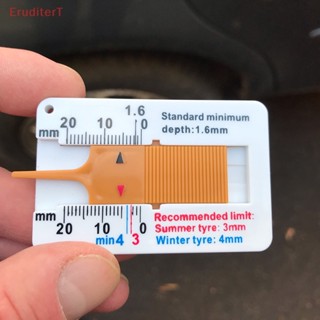 EruditerT
1.6
mm 20 10 0
Standard minimum
depth:1.6mm
mm
20 10 0
min4 3
Recommended limit:
Summer tyre: 3mm
Winter tyre: 4mm